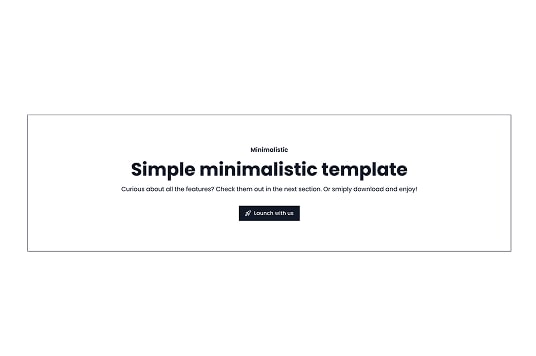 Minimalistic
Simple minimalistic template
Curious about all the features? Check them out in the next section. Or smiply download and enjoy!
Launch with us